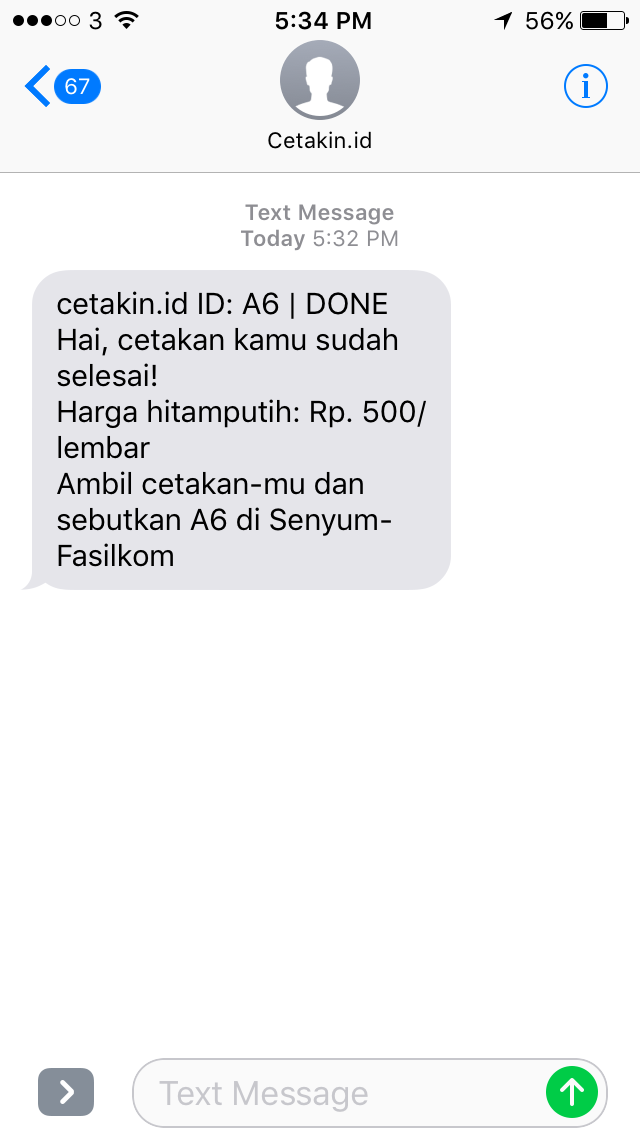 3 5:34 PM 56%
67
Cetakin.id
Text Message
Today 5:32 PM
cetakin.id ID: A6 | DONE
Hai, cetakan kamu sudah
selesai!
Harga hitamputih: Rp. 500/
lembar
Ambil cetakan-mu dan
sebutkan A6 di Senyum-
Fasilkom
Text Message